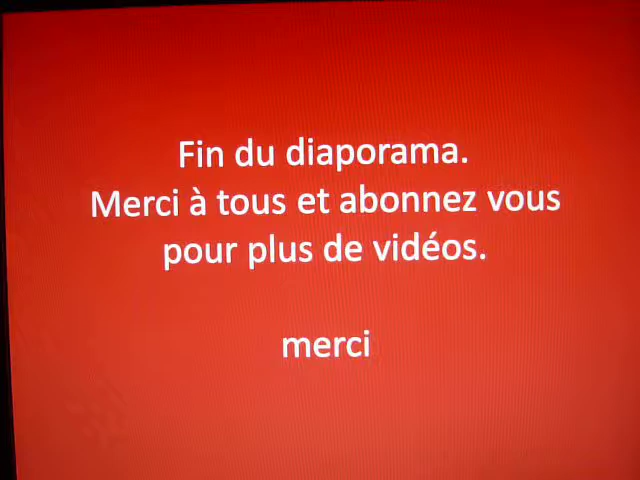 Fin du diaporama.
Merci à tous et abonnez vous
pour plus de vidéos.
merci